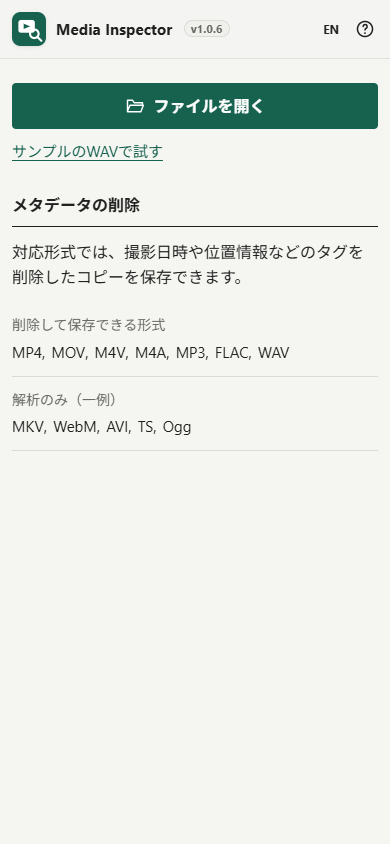 Media Inspector v1.0.6 EN
ファイルを開く
サンプルのWAVで試す
メタデータの削除
対応形式では、撮影日時や位置情報などのタグを
削除したコピーを保存できます。
削除して保存できる形式
MP4, MOV, M4V, M4A, MP3, FLAC, WAV
解析のみ（一例）
MKV, WebM, AVI, TS, Ogg